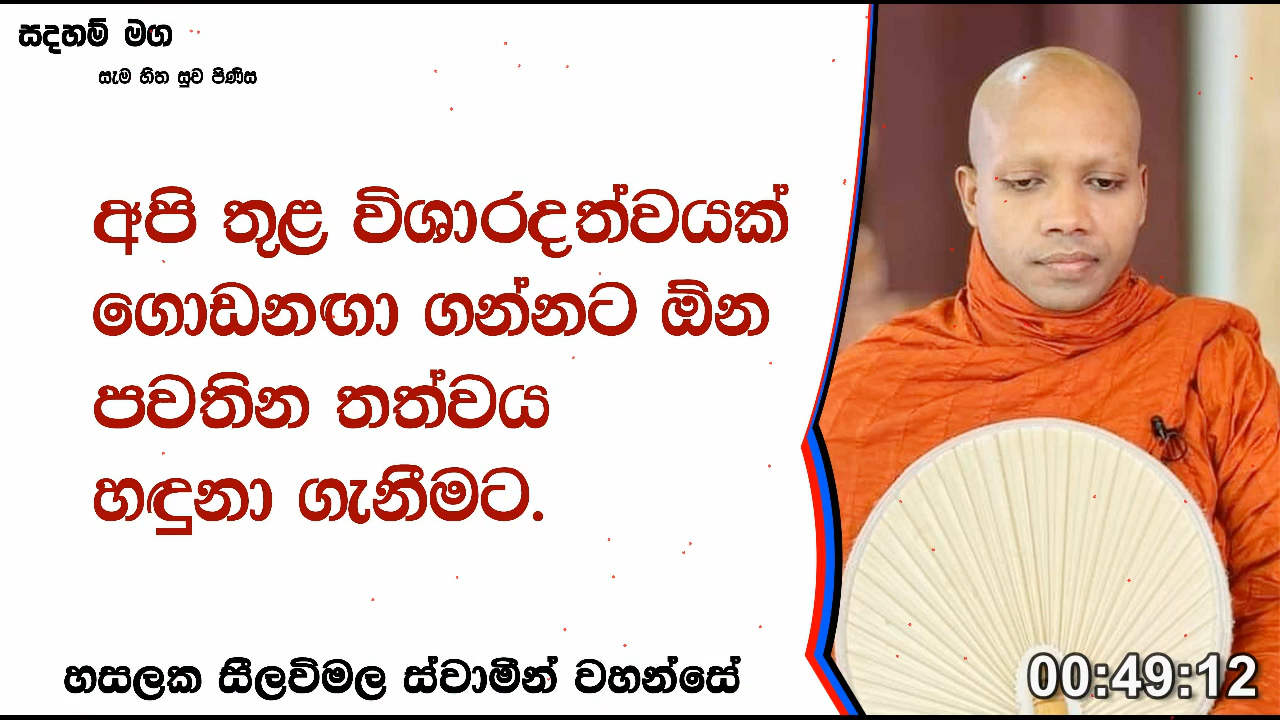 සදහම් මග
සැම හිත සුව පිණිස
අපි තුළ විශාරදත්වයක්
ගොඩනඟා ගන්නට ඕන
පවතින තත්වය
හඳුනා ගැනීමට.
හසලක සීලවිමල ස්වාමීන් වහන්සේ
00:49:12